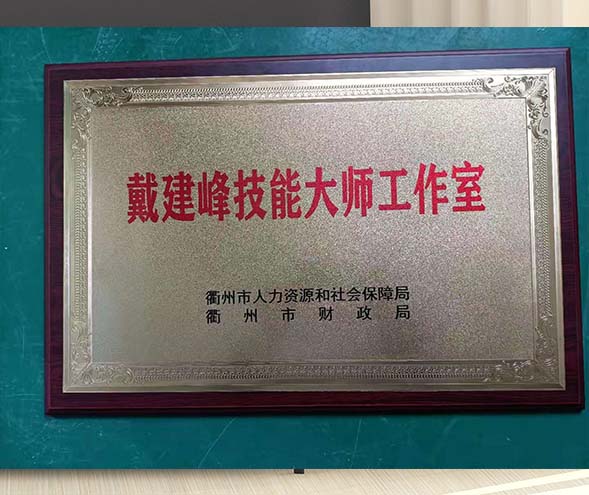 戴建峰技能大师工作室
衢州市人力资源和社会保障局
衢州市财政局